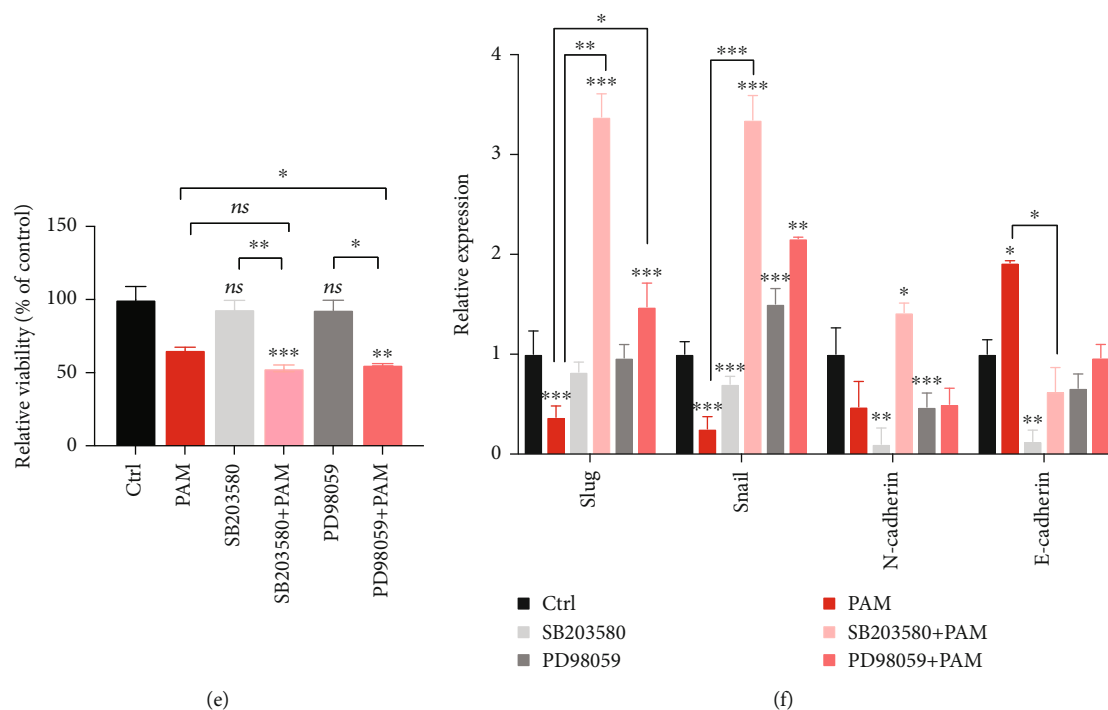 Relative viability (% of control)
150
100
50
0
*
ns
**
*
ns
ns
***
**
Ctrl
PAM
SB203580
SB203580+PAM
PD98059
PD98059+PAM
(e)
Relative expression
4
3
2
1
0
*
**
***
***
***
***
***
***
***
***
**
*
**
***
*
*
**
Slug
Snail
N-cadherin
E-cadherin
Ctrl
PAM
SB203580
SB203580+PAM
PD98059
PD98059+PAM
(f)